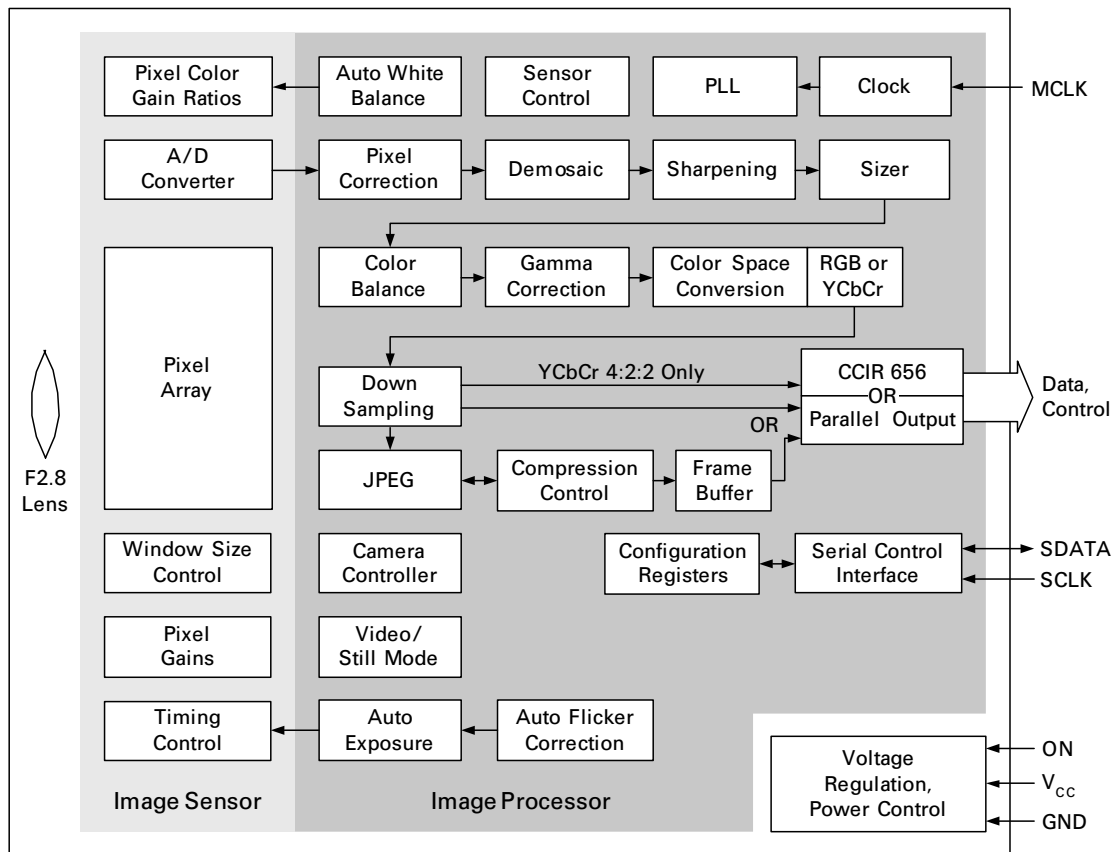 Pixel Color
Gain Ratios
Auto White
Balance
Sensor
Control
PLL
Clock
MCLK
A/D
Converter
Pixel
Correction
Demosaic
Sharpening
Sizer
Color
Balance
Gamma
Correction
Color Space
Conversion
RGB or
YCbCr
Pixel
Array
F2.8
Lens
Down
Sampling
YCbCr 4:2:2 Only
CCIR 656
OR
Parallel Output
OR
Data,
Control
JPEG
Compression
Control
Frame
Buffer
Window Size
Control
Camera
Controller
Configuration
Registers
Serial Control
Interface
SDATA
SCLK
Pixel
Gains
Video/
Still Mode
Timing
Control
Auto
Exposure
Auto Flicker
Correction
Voltage
Regulation,
Power Control
ON
VCC
GND
Image Sensor
Image Processor